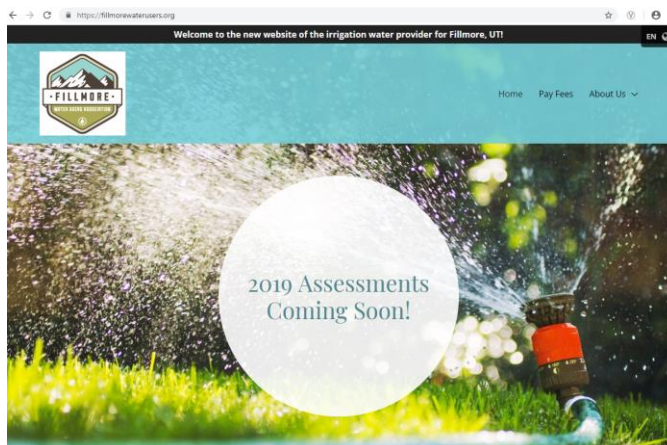 https://fillmorewaterusers.org
Welcome to the new website of the irrigation water provider for Fillmore, UT!
EN
FILLMORE
WATER USERS ASSOCIATION
Home Pay Fees About Us
2019 Assessments
Coming Soon!